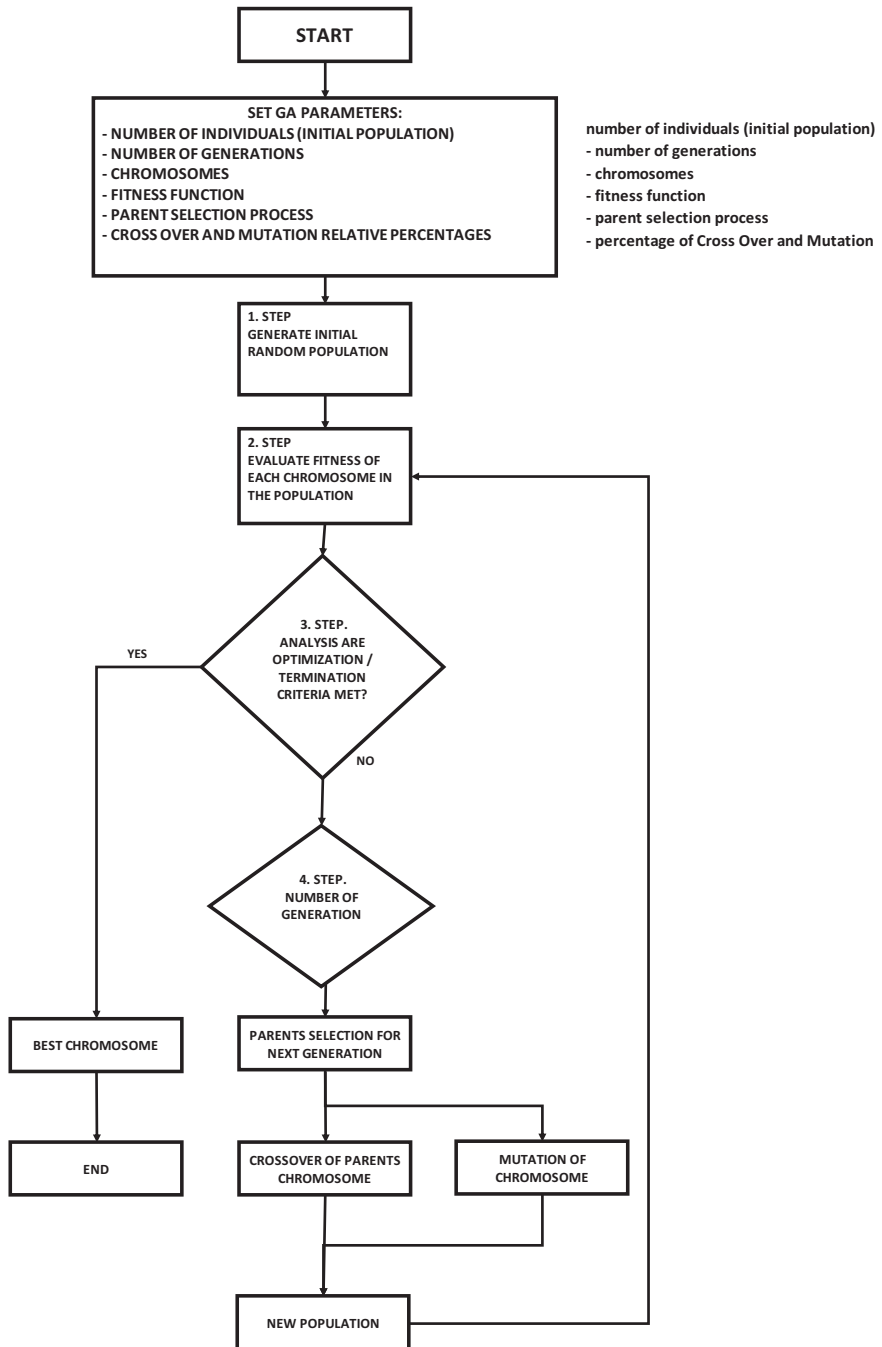 START
SET GA PARAMETERS:
- NUMBER OF INDIVIDUALS (INITIAL POPULATION)
- NUMBER OF GENERATIONS
- CHROMOSOMES
- FITNESS FUNCTION
- PARENT SELECTION PROCESS
- CROSS OVER AND MUTATION RELATIVE PERCENTAGES
number of individuals (initial population)
- number of generations
- chromosomes
- fitness function
- parent selection process
- percentage of Cross Over and Mutation
1. STEP
GENERATE INITIAL
RANDOM POPULATION
2. STEP
EVALUATE FITNESS OF
EACH CHROMOSOME IN
THE POPULATION
3. STEP.
ANALYSIS ARE
OPTIMIZATION /
TERMINATION
CRITERIA MET?
YES
NO
4. STEP.
NUMBER OF
GENERATION
BEST CHROMOSOME
PARENTS SELECTION FOR
NEXT GENERATION
END
CROSSOVER OF PARENTS
CHROMOSOME
MUTATION OF
CHROMOSOME
NEW POPULATION